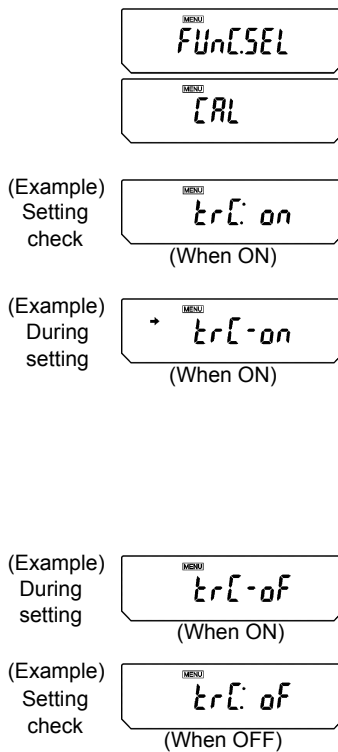 MENU
FUnC.SEL
MENU
CAL
(Example)
Setting
check
MENU
trC: on
(When ON)
(Example)
During
setting
→ MENU
trC-on
(When ON)
(Example)
During
setting
MENU
trC-oF
(When ON)
(Example)
Setting
check
MENU
trC: oF
(When OFF)